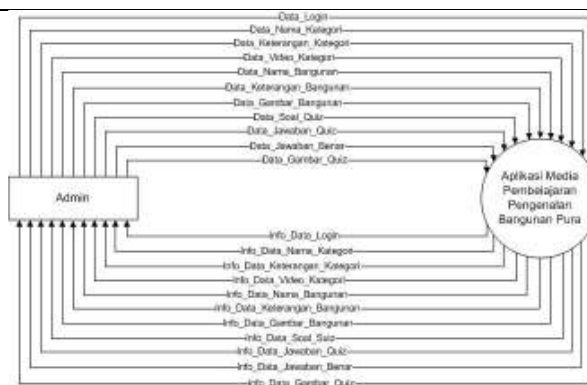 Data_Login
Data_Nama_Kategori
Data_Keterangan_Kategori
Data_Video_Kategori
Data_Nama_Bangunan
Data_Keterangan_Bangunan
Data_Gambar_Bangunan
Data_Soal_Quiz
Data_Jawaban_Quiz
Data_Jawaban_Benar
Data_Gambar_Quiz
Admin
Aplikasi Media
Pembelajaran
Pengenalan
Bangunan Pura
Info_Data_Login
Info_Data_Nama_Kategori
Info_Data_Keterangan_Kategori
Info_Data_Video_Kategori
Info_Data_Nama_Bangunan
Info_Data_Keterangan_Bangunan
Info_Data_Gambar_Bangunan
Info_Data_Soal_Suiz
Info_Data_Jawaban_Quiz
Info_Data_Jawaban_Benar
Info_Data_Gambar_Quiz